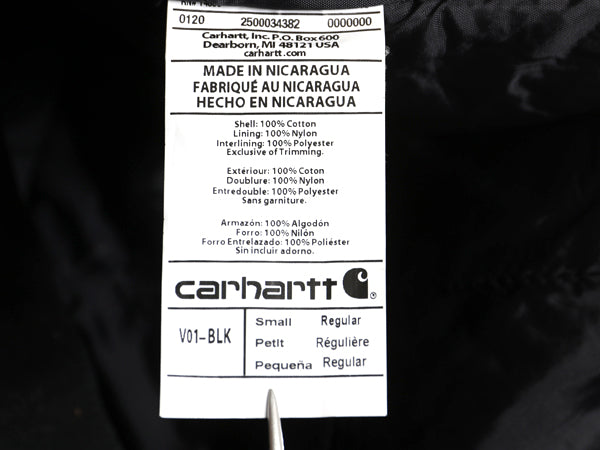 0120 2500034382 0000000
Carhartt, Inc. P.O. Box 600
Dearborn, MI 48121 USA
carhartt.com
MADE IN NICARAGUA
FABRIQUÉ AU NICARAGUA
HECHO EN NICARAGUA
Shell: 100% Cotton
Lining: 100% Nylon
Interlining: 100% Polyester
Exclusive of Trimming.
Extériour: 100% Coton
Doublure: 100% Nylon
Entredouble: 100% Polyester
Sans garniture.
Armazón: 100% Algodón
Forro: 100% Nilón
Forro Entrelazado: 100% Poliéster
Sin incluir adorno.
carhartt
V01-BLK
Small Regular
Petit Régulière
Pequeña Regular